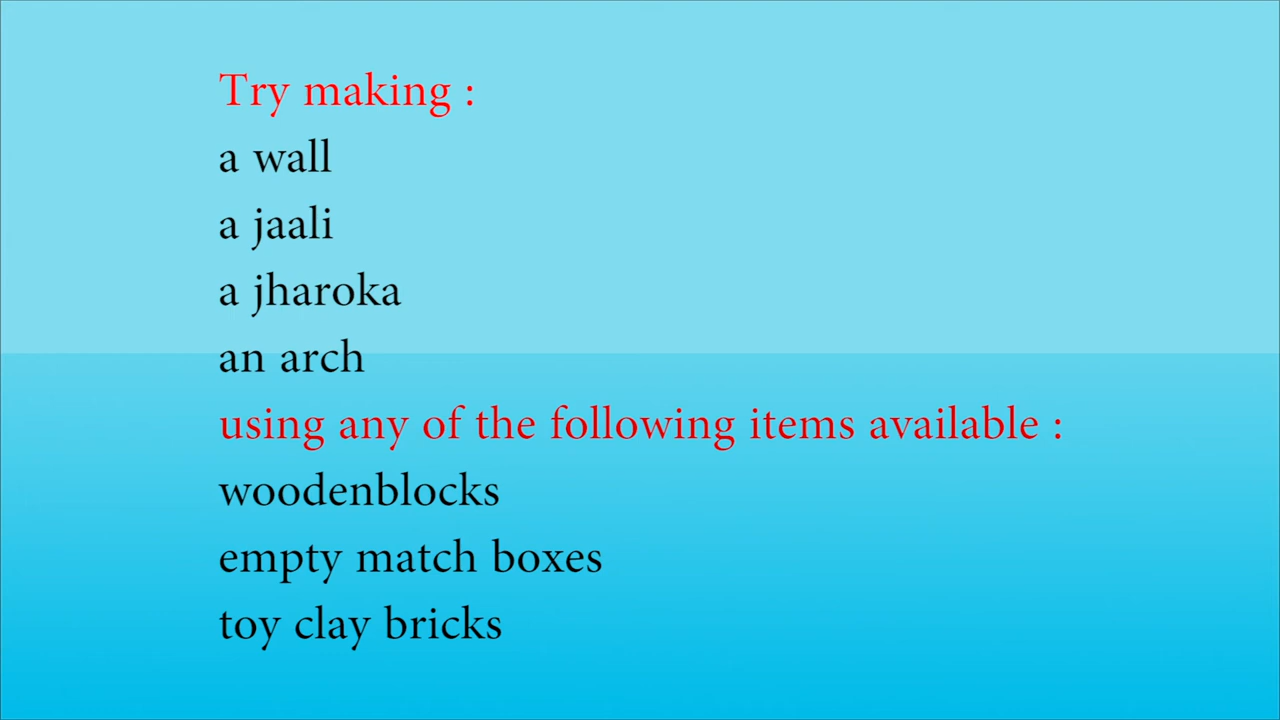 Try making :
a wall
a jaali
a jharoka
an arch
using any of the following items available :
woodenblocks
empty match boxes
toy clay bricks